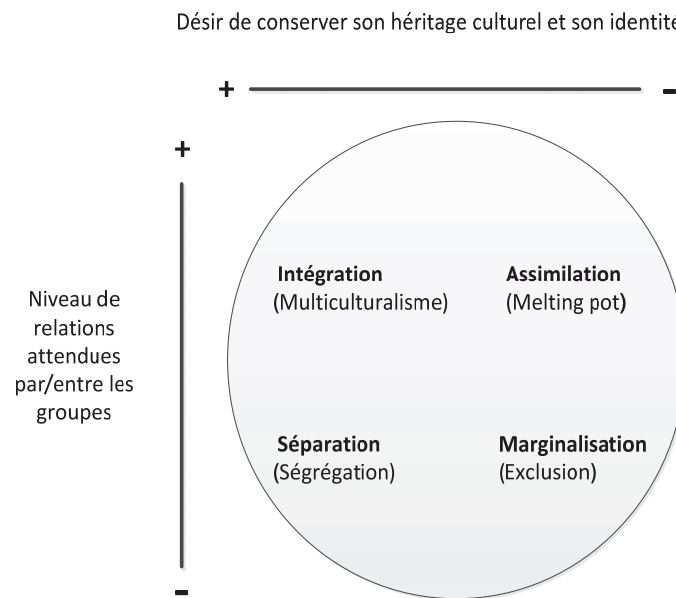 Désir de conserver son héritage culturel et son identité
+ -
+
Niveau de
relations
attendues
par/entre les
groupes
Intégration
(Multiculturalisme)
Assimilation
(Melting pot)
Séparation
(Ségrégation)
Marginalisation
(Exclusion)
-